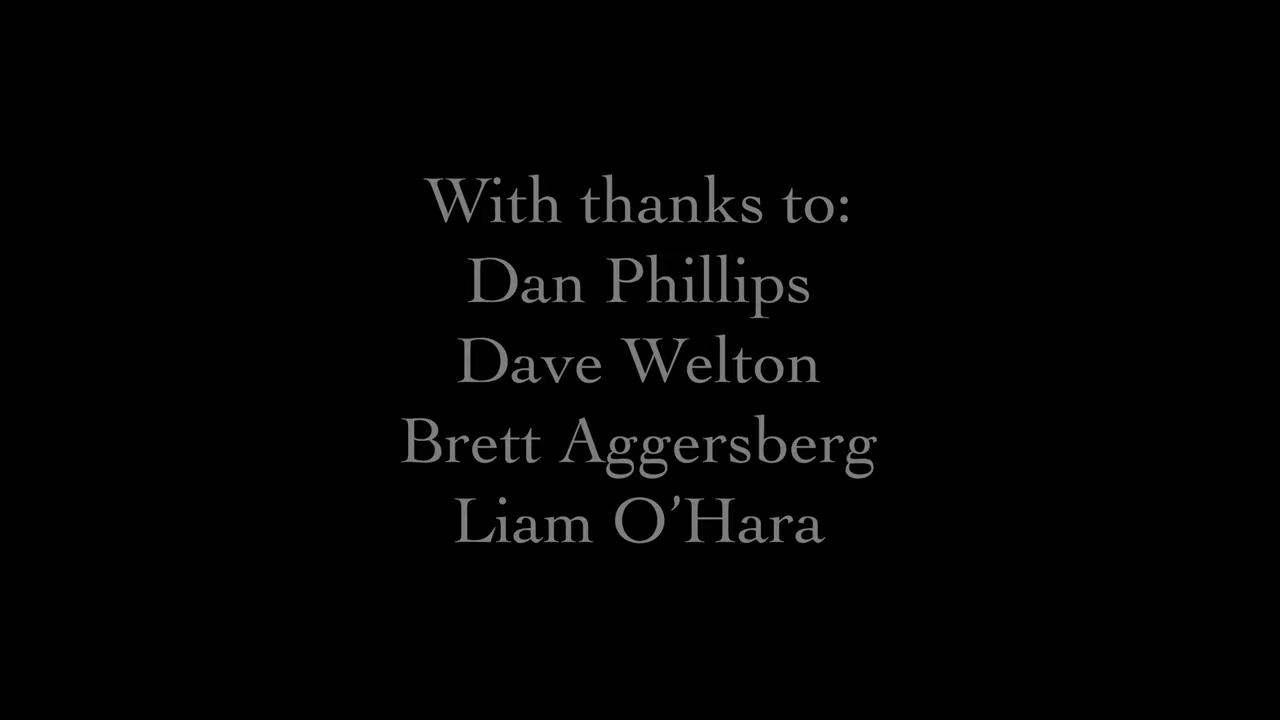 With thanks to:
Dan Phillips
Dave Welton
Brett Aggersberg
Liam O’Hara